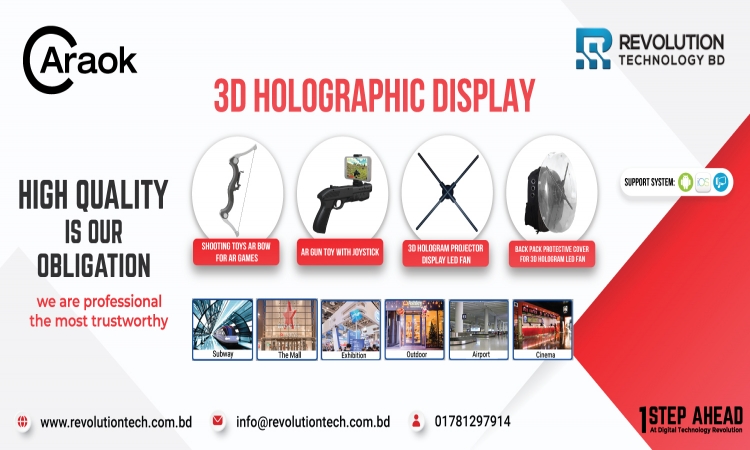 Araok
REVOLUTION
TECHNOLOGY BD
3D HOLOGRAPHIC DISPLAY
HIGH QUALITY
IS OUR
OBLIGATION
we are professional
the most trustworthy
SHOOTING TOYS AR BOW
FOR AR GAMES
AR GUN TOY WITH JOYSTICK
3D HOLOGRAM PROJECTOR
DISPLAY LED FAN
BACK PACK PROTECTIVE COVER
FOR 3D HOLOGRAM LED FAN
SUPPORT SYSTEM:
iOS
Subway
The Mall
Exhibition
Outdoor
Airport
Cinema
www.revolutiontech.com.bd
info@revolutiontech.com.bd
01781297914
1STEP AHEAD
At Digital Technology Revolution